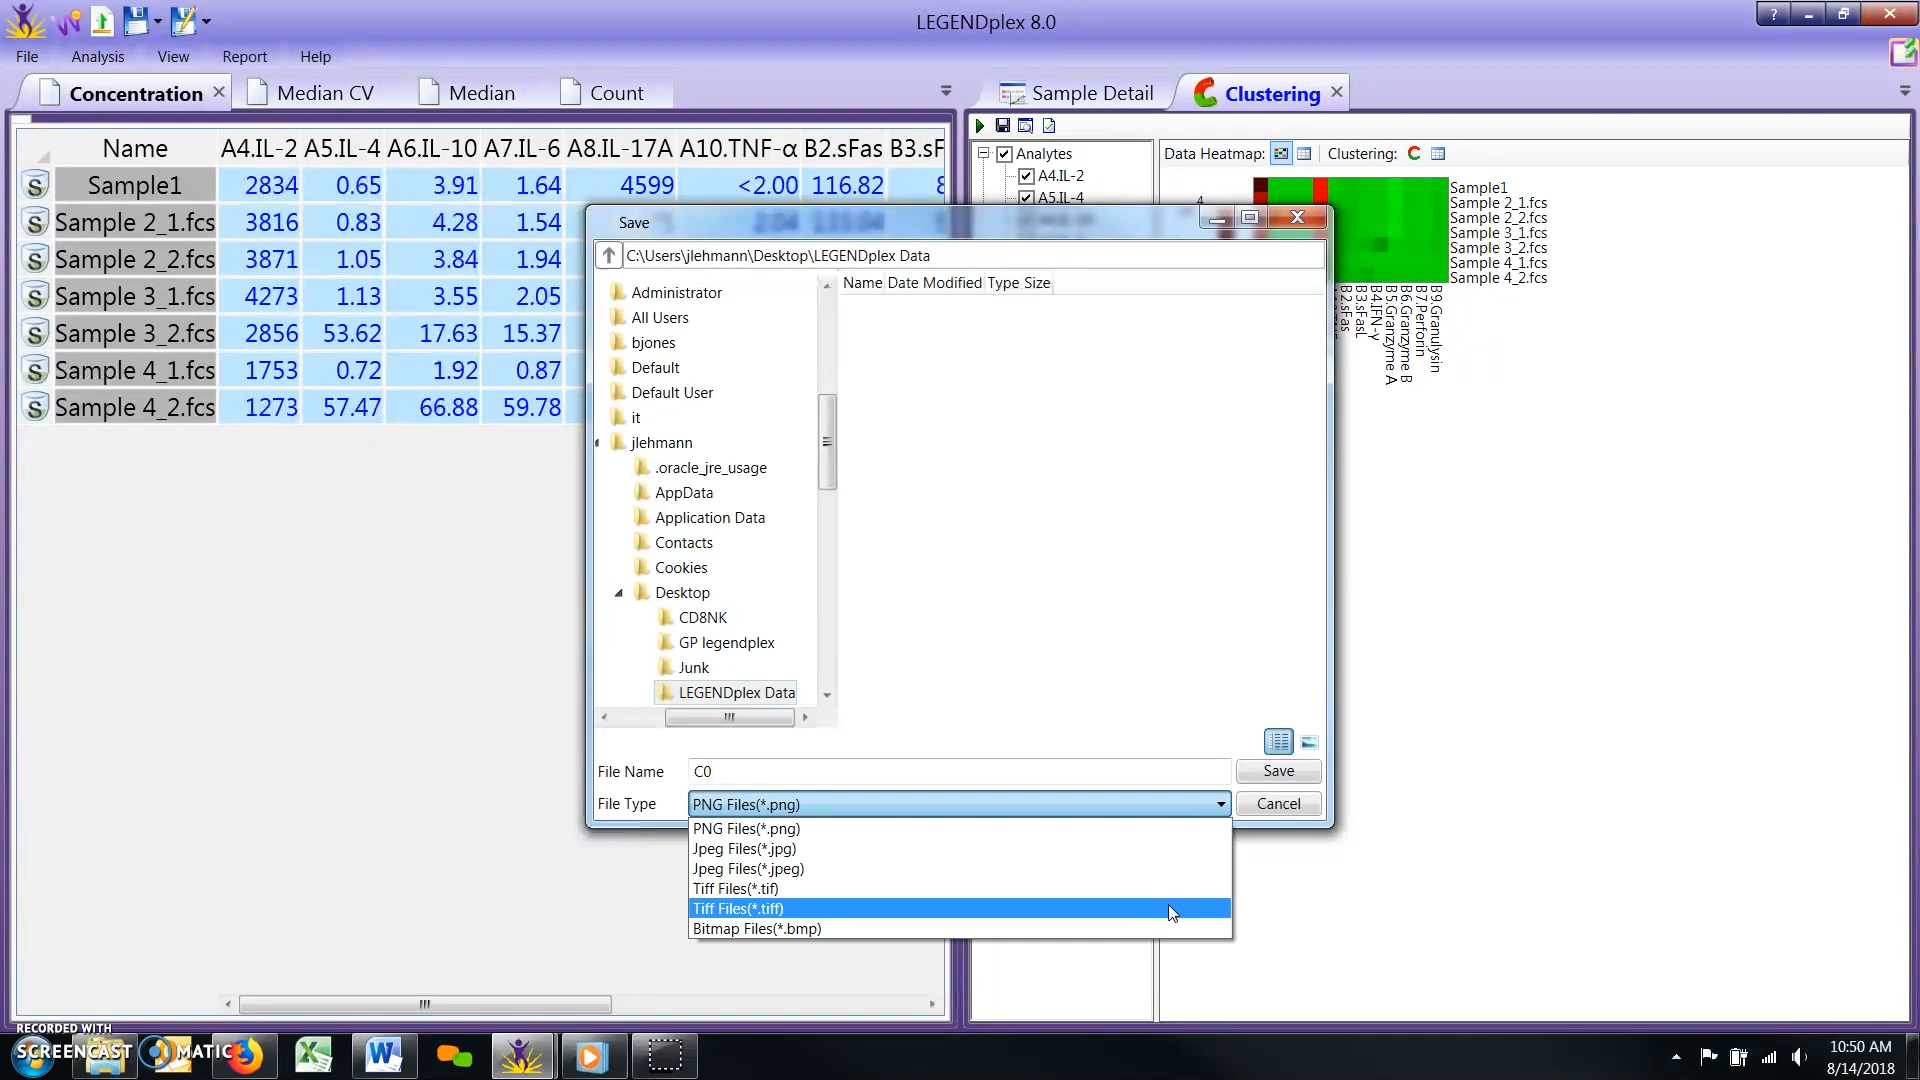 LEGENDplex 8.0
?
File Analysis View Report Help
Concentration Median CV Median Count
Sample Detail Clustering
Name A4.IL-2 A5.IL-4 A6.IL-10 A7.IL-6 A8.IL-17A A10.TNF-α B2.sFas B3.sF
Sample1 2834 0.65 3.91 1.64 4599 <2.00 116.82
Sample 2_1.fcs 3816 0.83 4.28 1.54
Sample 2_2.fcs 3871 1.05 3.84 1.94
Sample 3_1.fcs 4273 1.13 3.55 2.05
Sample 3_2.fcs 2856 53.62 17.63 15.37
Sample 4_1.fcs 1753 0.72 1.92 0.87
Sample 4_2.fcs 1273 57.47 66.88 59.78
Analytes
A4.IL-2
A5.IL-4
Data Heatmap: Clustering:
4
Sample1
Sample 2_1.fcs
Sample 2_2.fcs
Sample 3_1.fcs
Sample 3_2.fcs
Sample 4_1.fcs
Sample 4_2.fcs
B2.sFas
B3.sFasL
B4.IFN-γ
B5.Granzyme A
B6.Granzyme B
B7.Perforin
B9.Granulysin
Save
C:\Users\jlehmann\Desktop\LEGENDplex Data
Name Date Modified Type Size
Administrator
All Users
bjones
Default
Default User
it
jlehmann
.oracle_jre_usage
AppData
Application Data
Contacts
Cookies
Desktop
CD8NK
GP legendplex
Junk
LEGENDplex Data
File Name C0 Save
File Type PNG Files(*.png) Cancel
PNG Files(*.png)
Jpeg Files(*.jpg)
Jpeg Files(*.jpeg)
Tiff Files(*.tif)
Tiff Files(*.tiff)
Bitmap Files(*.bmp)
RECORDED WITH
SCREENCAST MATIC
10:50 AM
8/14/2018